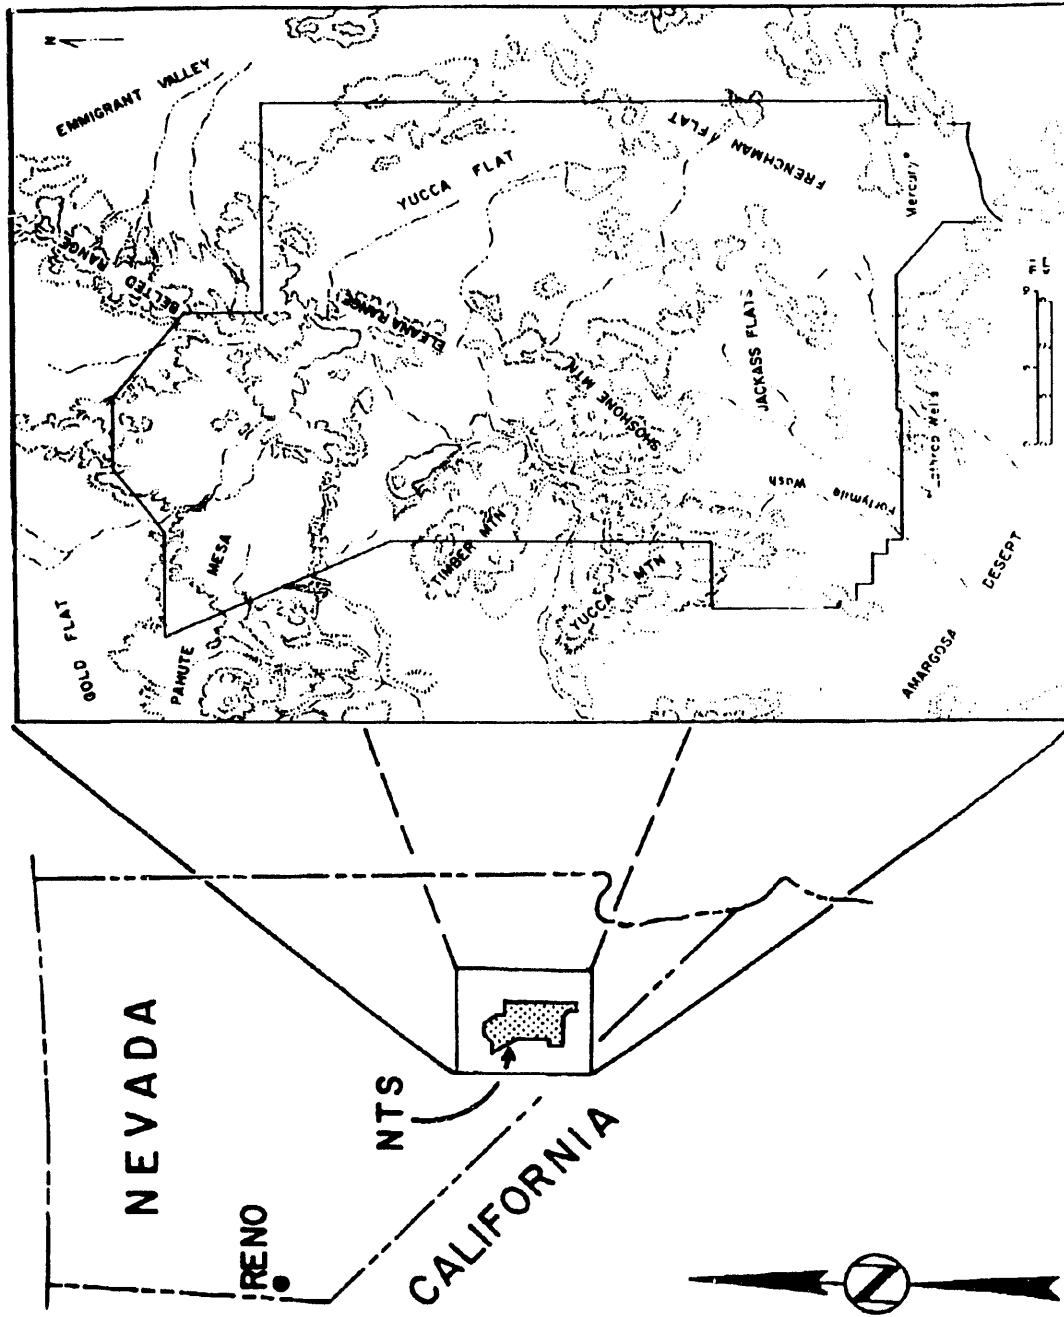 N
EMMIGRANT VALLEY
BELTED RANGE
GOLD FLAT
PAHUTE MESA
YUCCA FLAT
ELEANA RANGE
TIMBER MTN
SHOSHONE MTN
YUCCA MTN
FRENCHMAN FLAT
JACKASS FLATS
Mercury
Fortymile Wash
AMARGOSA DESERT
NEVADA
RENO
NTS
CALIFORNIA
N